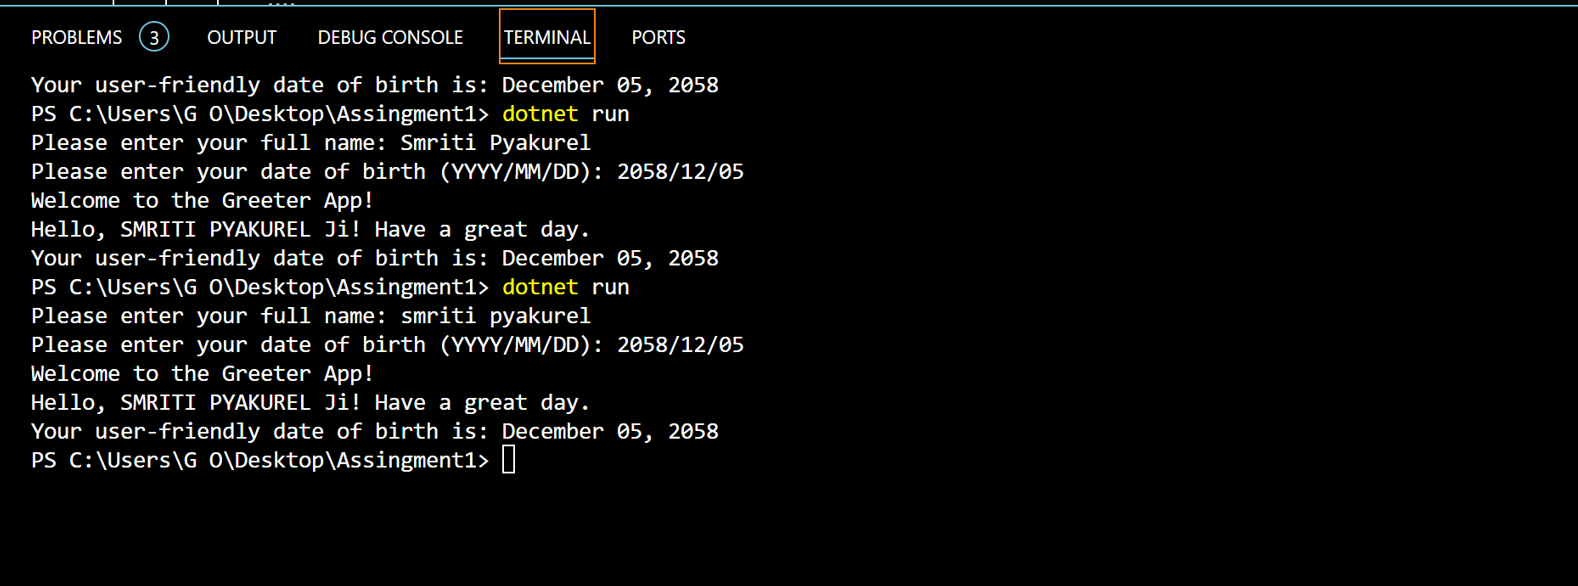 PROBLEMS 3 OUTPUT DEBUG CONSOLE TERMINAL PORTS
Your user-friendly date of birth is: December 05, 2058
PS C:\Users\G O\Desktop\Assingment1> dotnet run
Please enter your full name: Smriti Pyakurel
Please enter your date of birth (YYYY/MM/DD): 2058/12/05
Welcome to the Greeter App!
Hello, SMRITI PYAKUREL Ji! Have a great day.
Your user-friendly date of birth is: December 05, 2058
PS C:\Users\G O\Desktop\Assingment1> dotnet run
Please enter your full name: smriti pyakurel
Please enter your date of birth (YYYY/MM/DD): 2058/12/05
Welcome to the Greeter App!
Hello, SMRITI PYAKUREL Ji! Have a great day.
Your user-friendly date of birth is: December 05, 2058
PS C:\Users\G O\Desktop\Assingment1>